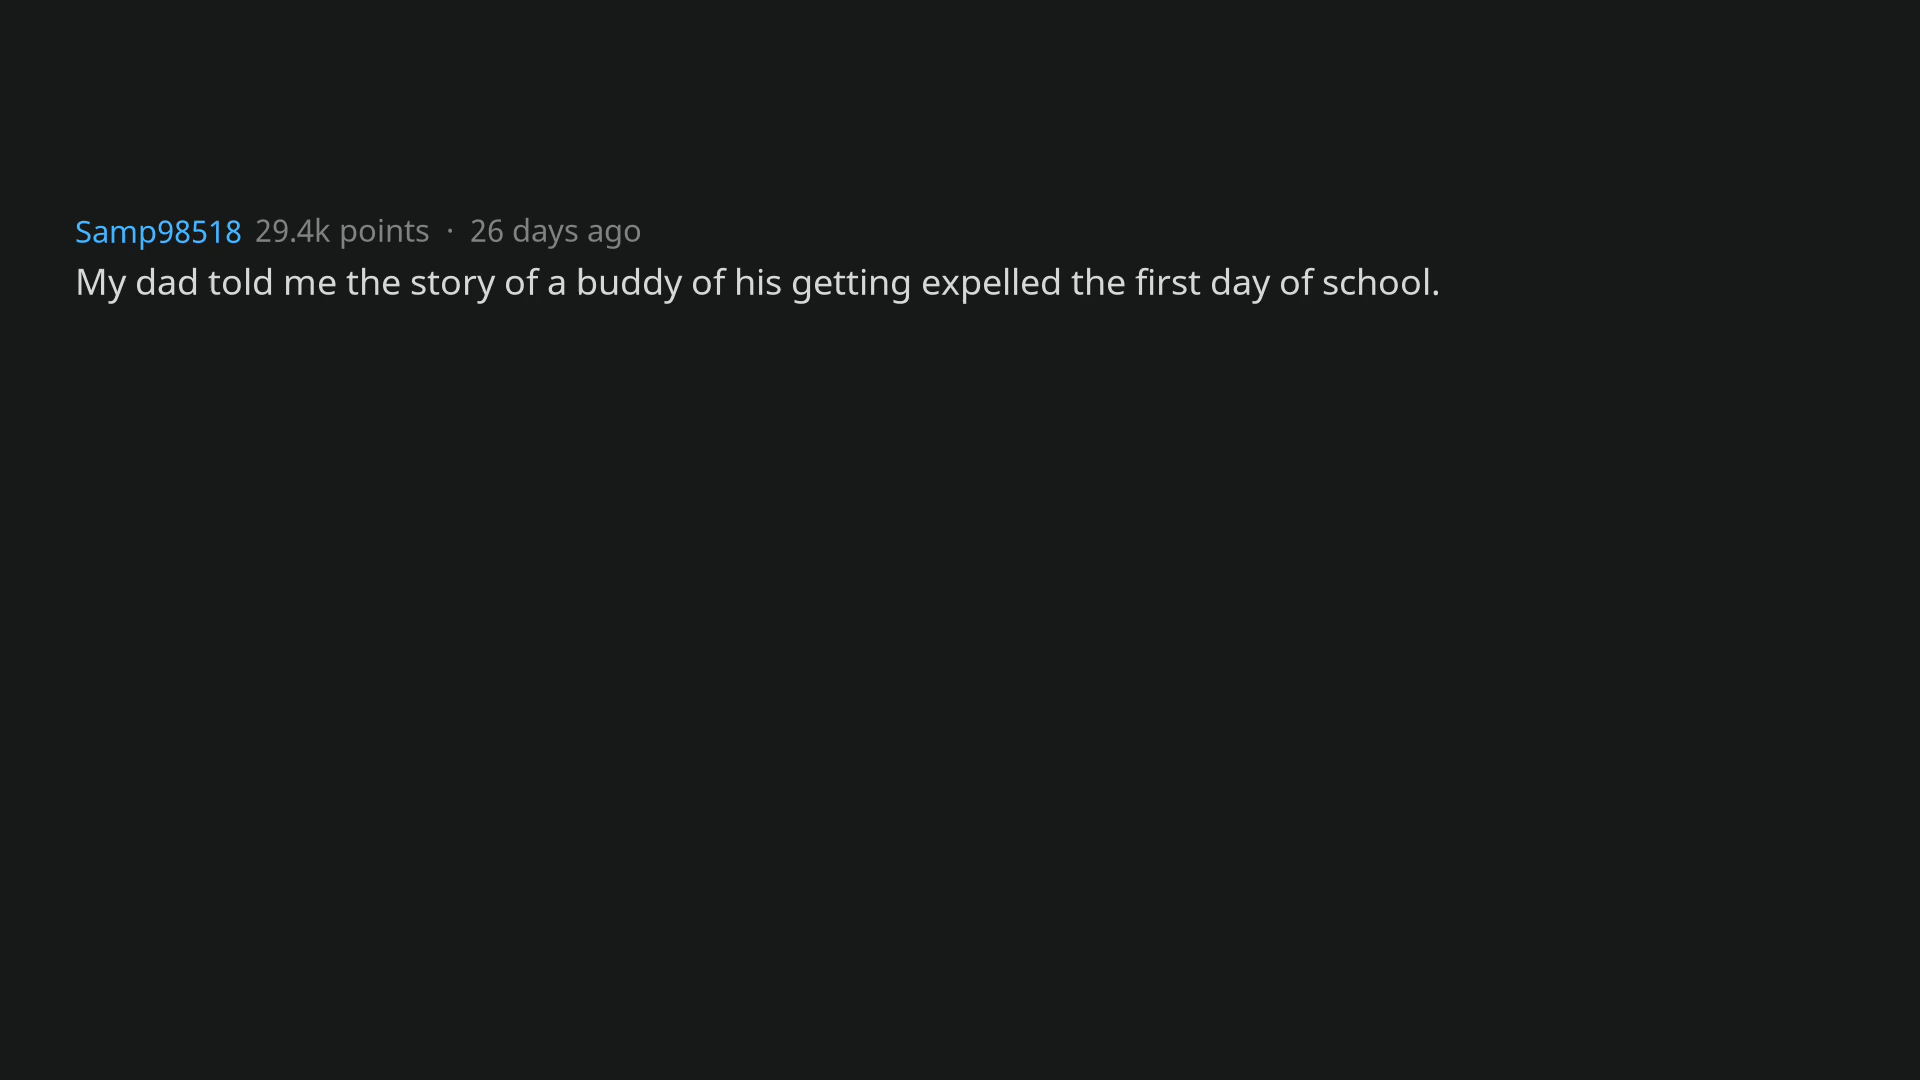 Samp98518 29.4k points · 26 days ago
My dad told me the story of a buddy of his getting expelled the first day of school.